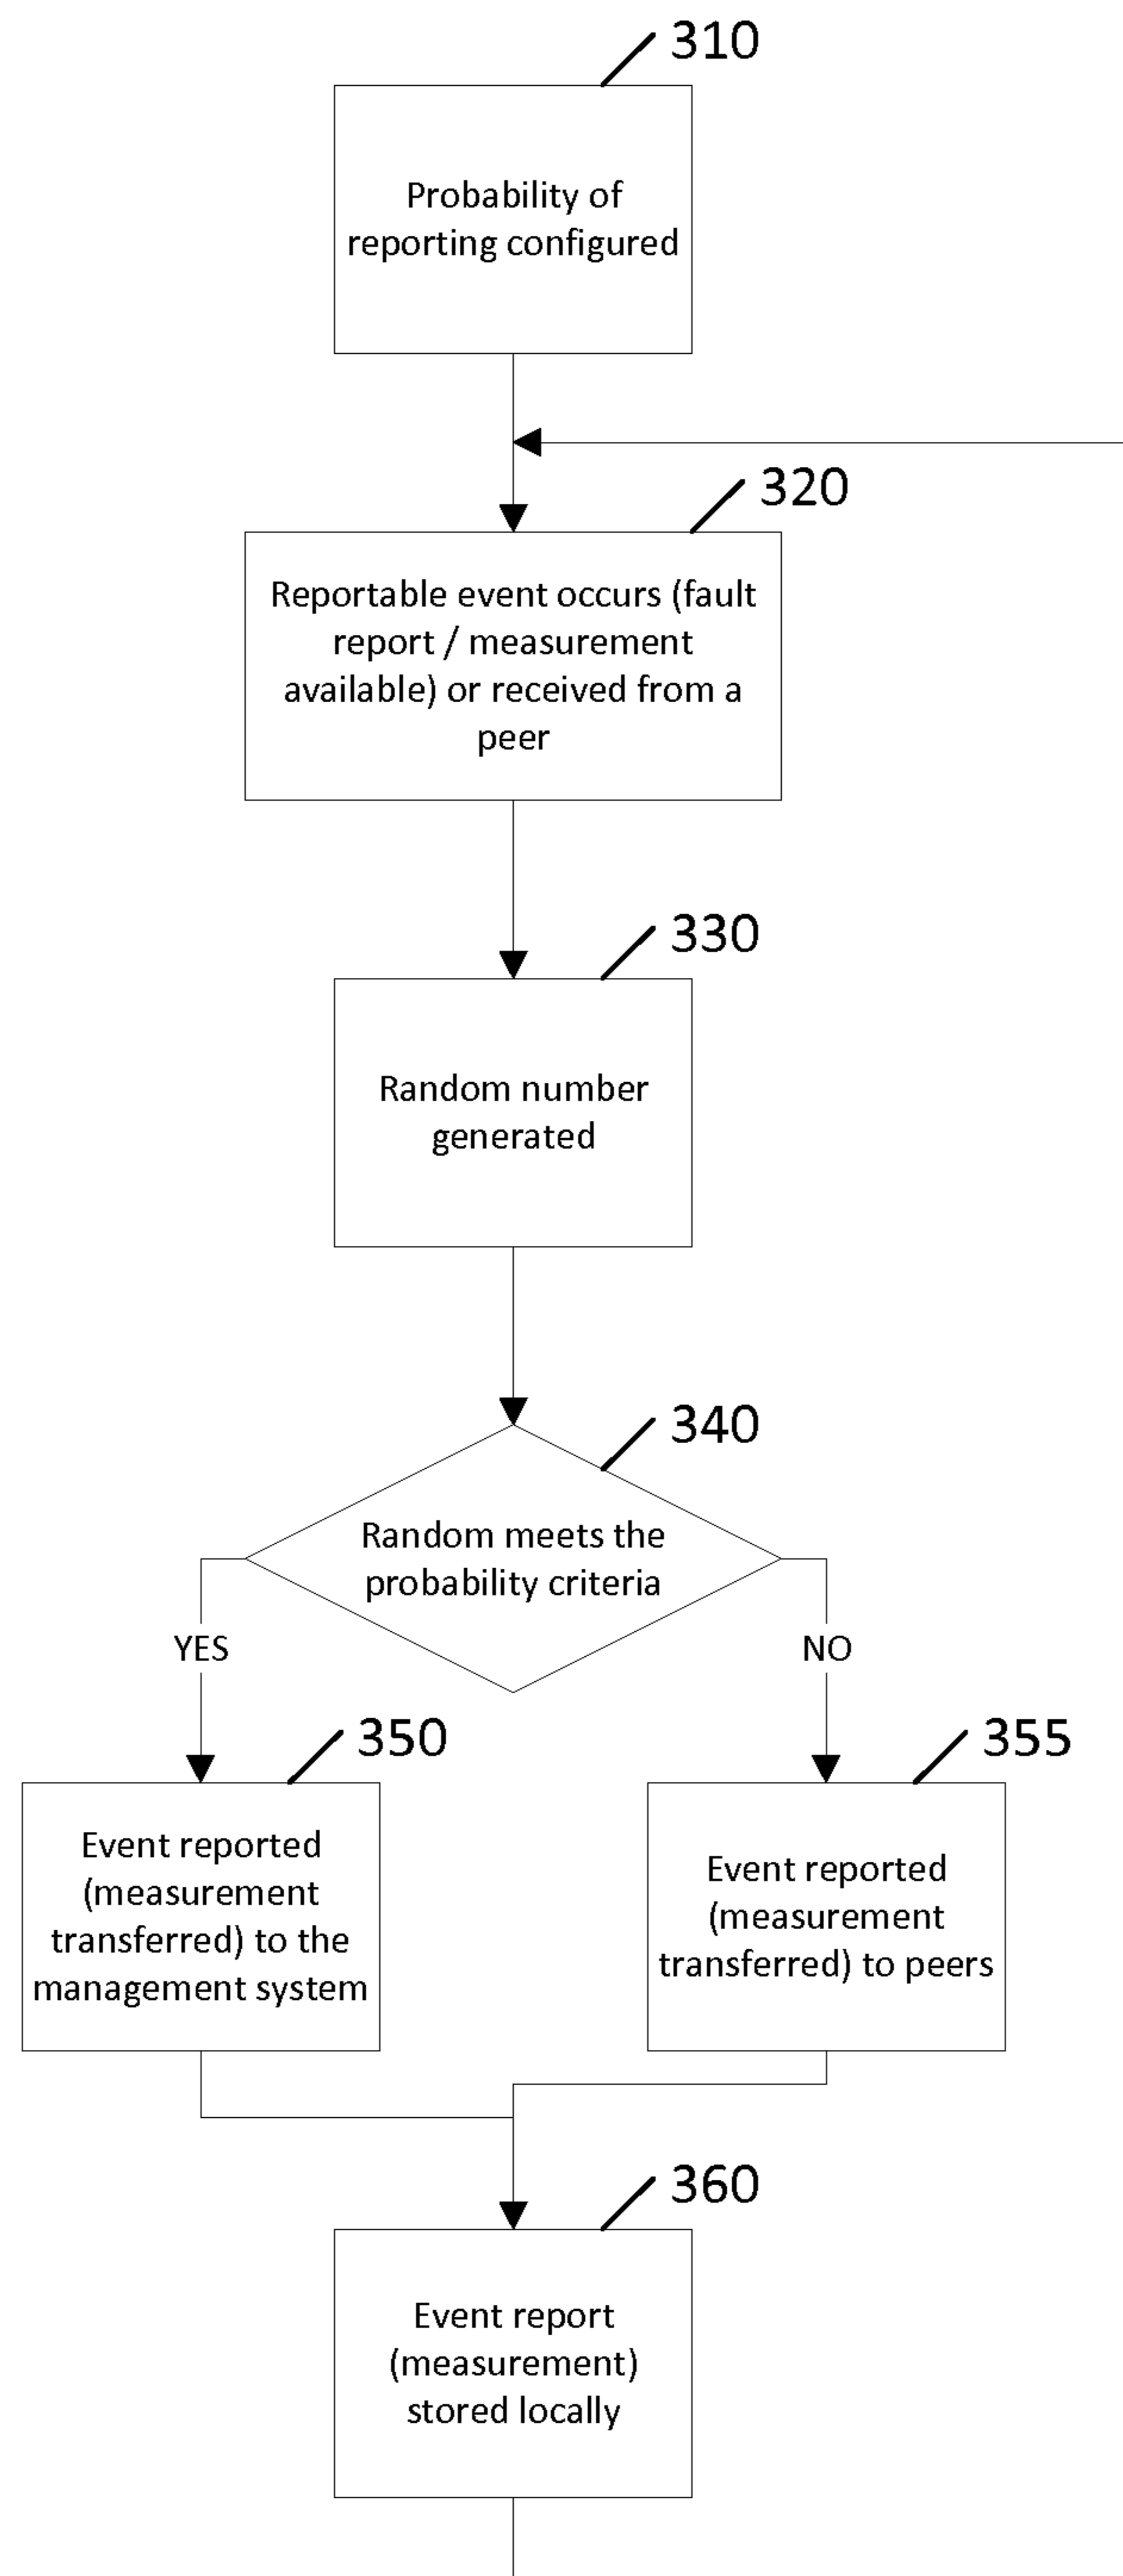 310
Probability of
reporting configured
320
Reportable event occurs (fault
report / measurement
available) or received from a
peer
330
Random number
generated
340
Random meets the
probability criteria
YES
NO
350
355
Event reported
(measurement
transferred) to the
management system
Event reported
(measurement
transferred) to peers
360
Event report
(measurement)
stored locally